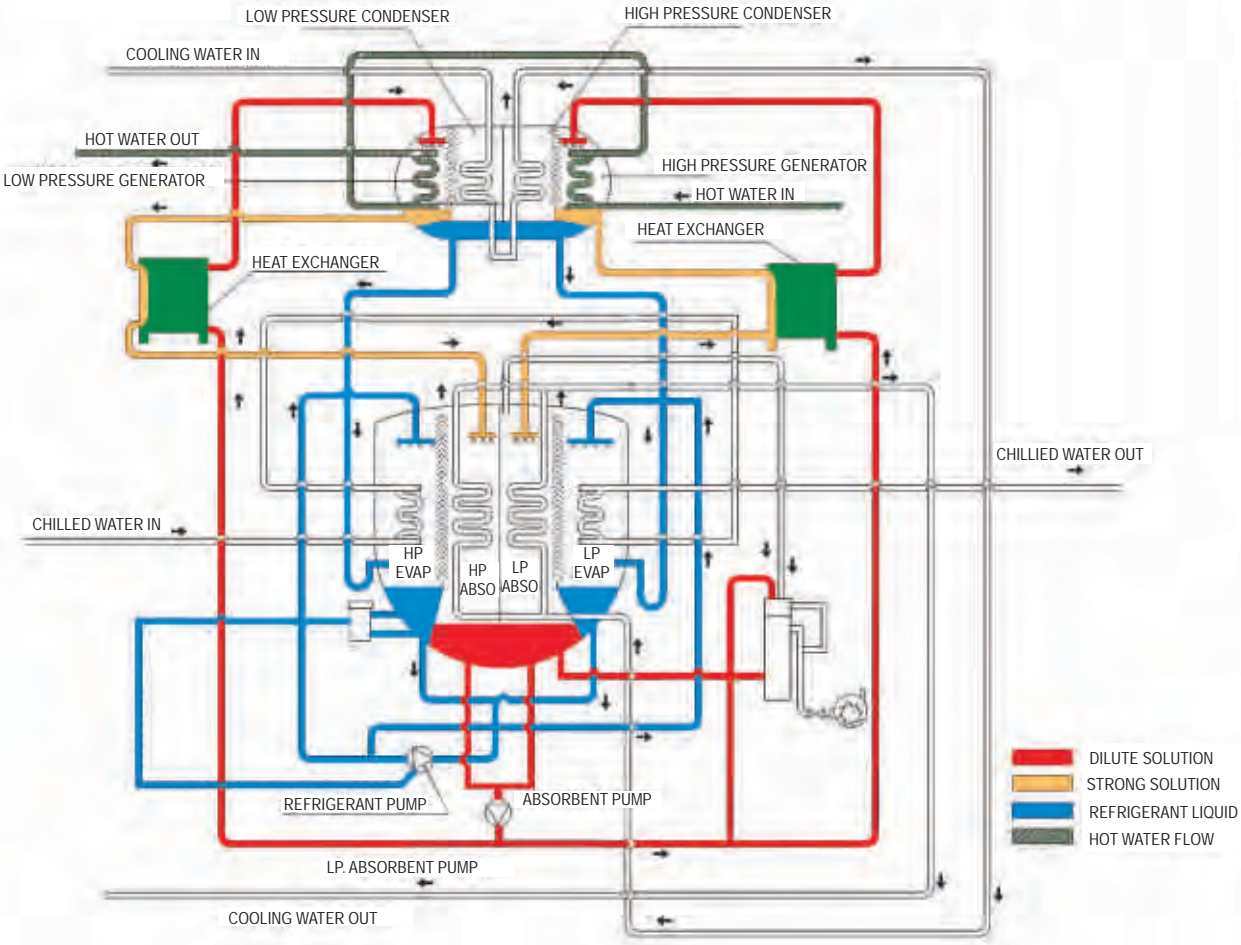 LOW PRESSURE CONDENSER
HIGH PRESSURE CONDENSER
COOLING WATER IN
HOT WATER OUT
LOW PRESSURE GENERATOR
HIGH PRESSURE GENERATOR
HOT WATER IN
HEAT EXCHANGER
HEAT EXCHANGER
CHILLIED WATER OUT
CHILLED WATER IN
HP
EVAP
HP
ABSO
LP
ABSO
LP
EVAP
REFRIGERANT PUMP
ABSORBENT PUMP
LP. ABSORBENT PUMP
COOLING WATER OUT
DILUTE SOLUTION
STRONG SOLUTION
REFRIGERANT LIQUID
HOT WATER FLOW